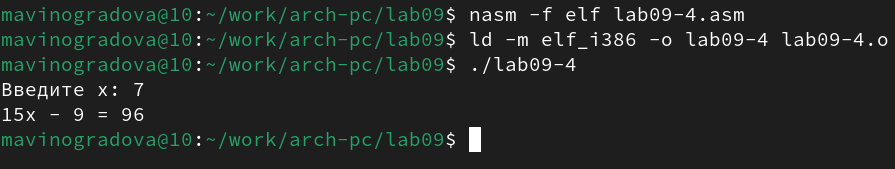 mavinogradova@10:~/work/arch-pc/lab09$ nasm -f elf lab09-4.asm
mavinogradova@10:~/work/arch-pc/lab09$ ld -m elf_i386 -o lab09-4 lab09-4.o
mavinogradova@10:~/work/arch-pc/lab09$ ./lab09-4
Введите x: 7
15x - 9 = 96
mavinogradova@10:~/work/arch-pc/lab09$